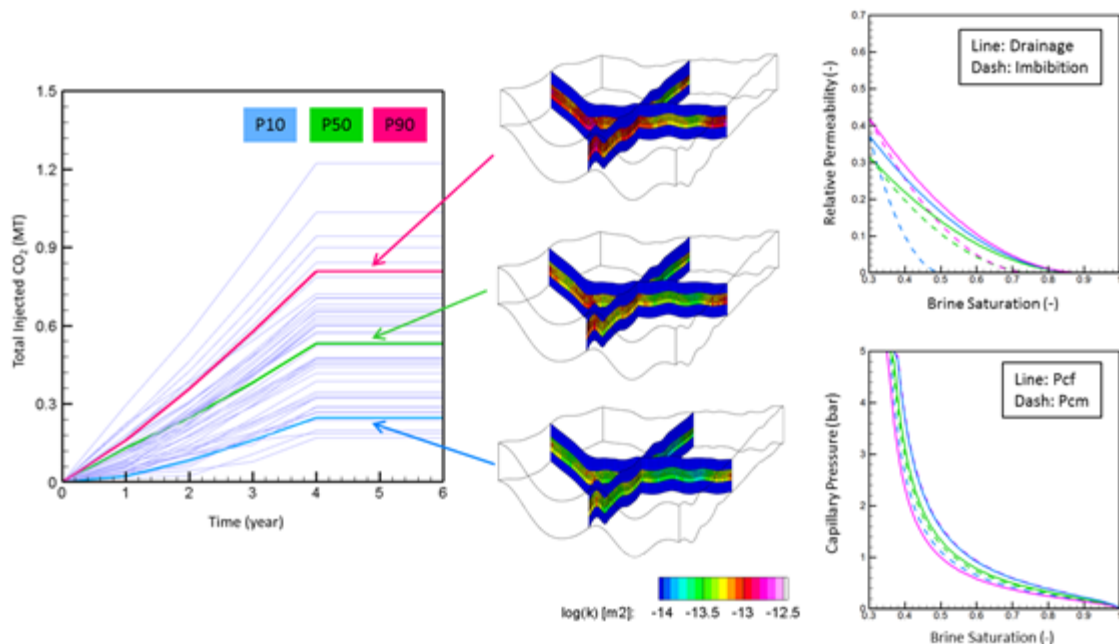 P10 P50 P90
Total Injected CO₂ (MT)
1.5
1.2
0.9
0.6
0.3
0
0 1 2 3 4 5 6
Time (year)
log(k) [m2]: -14 -13.5 -13 -12.5
Line: Drainage
Dash: Imbibition
Relative Permeability (-)
0.7
0.6
0.5
0.4
0.3
0.2
0.1
0
0.3 0.4 0.5 0.6 0.7 0.8 0.9
Brine Saturation (-)
Line: Pcf
Dash: Pcm
Capillary Pressure (bar)
5
4
3
2
1
0
0.3 0.4 0.5 0.6 0.7 0.8 0.9
Brine Saturation (-)